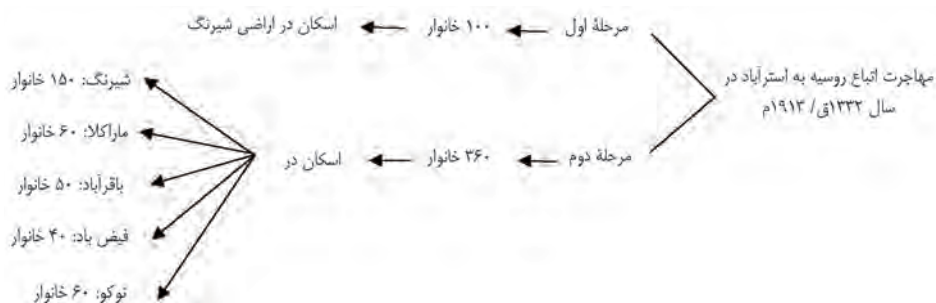 مهاجرت اتباع روسیه به استرآباد در
سال ۱۳۳۲ق/ ۱۹۱۳م
مرحلهٔ اول
۱۰۰ خانوار
اسکان در اراضی شیرنگ
مرحلهٔ دوم
۳۶۰ خانوار
اسکان در
شیرنگ: ۱۵۰ خانوار
ماراکلا: ۶۰ خانوار
باقرآباد: ۵۰ خانوار
فیض باد: ۴۰ خانوار
توکو: ۶۰ خانوار